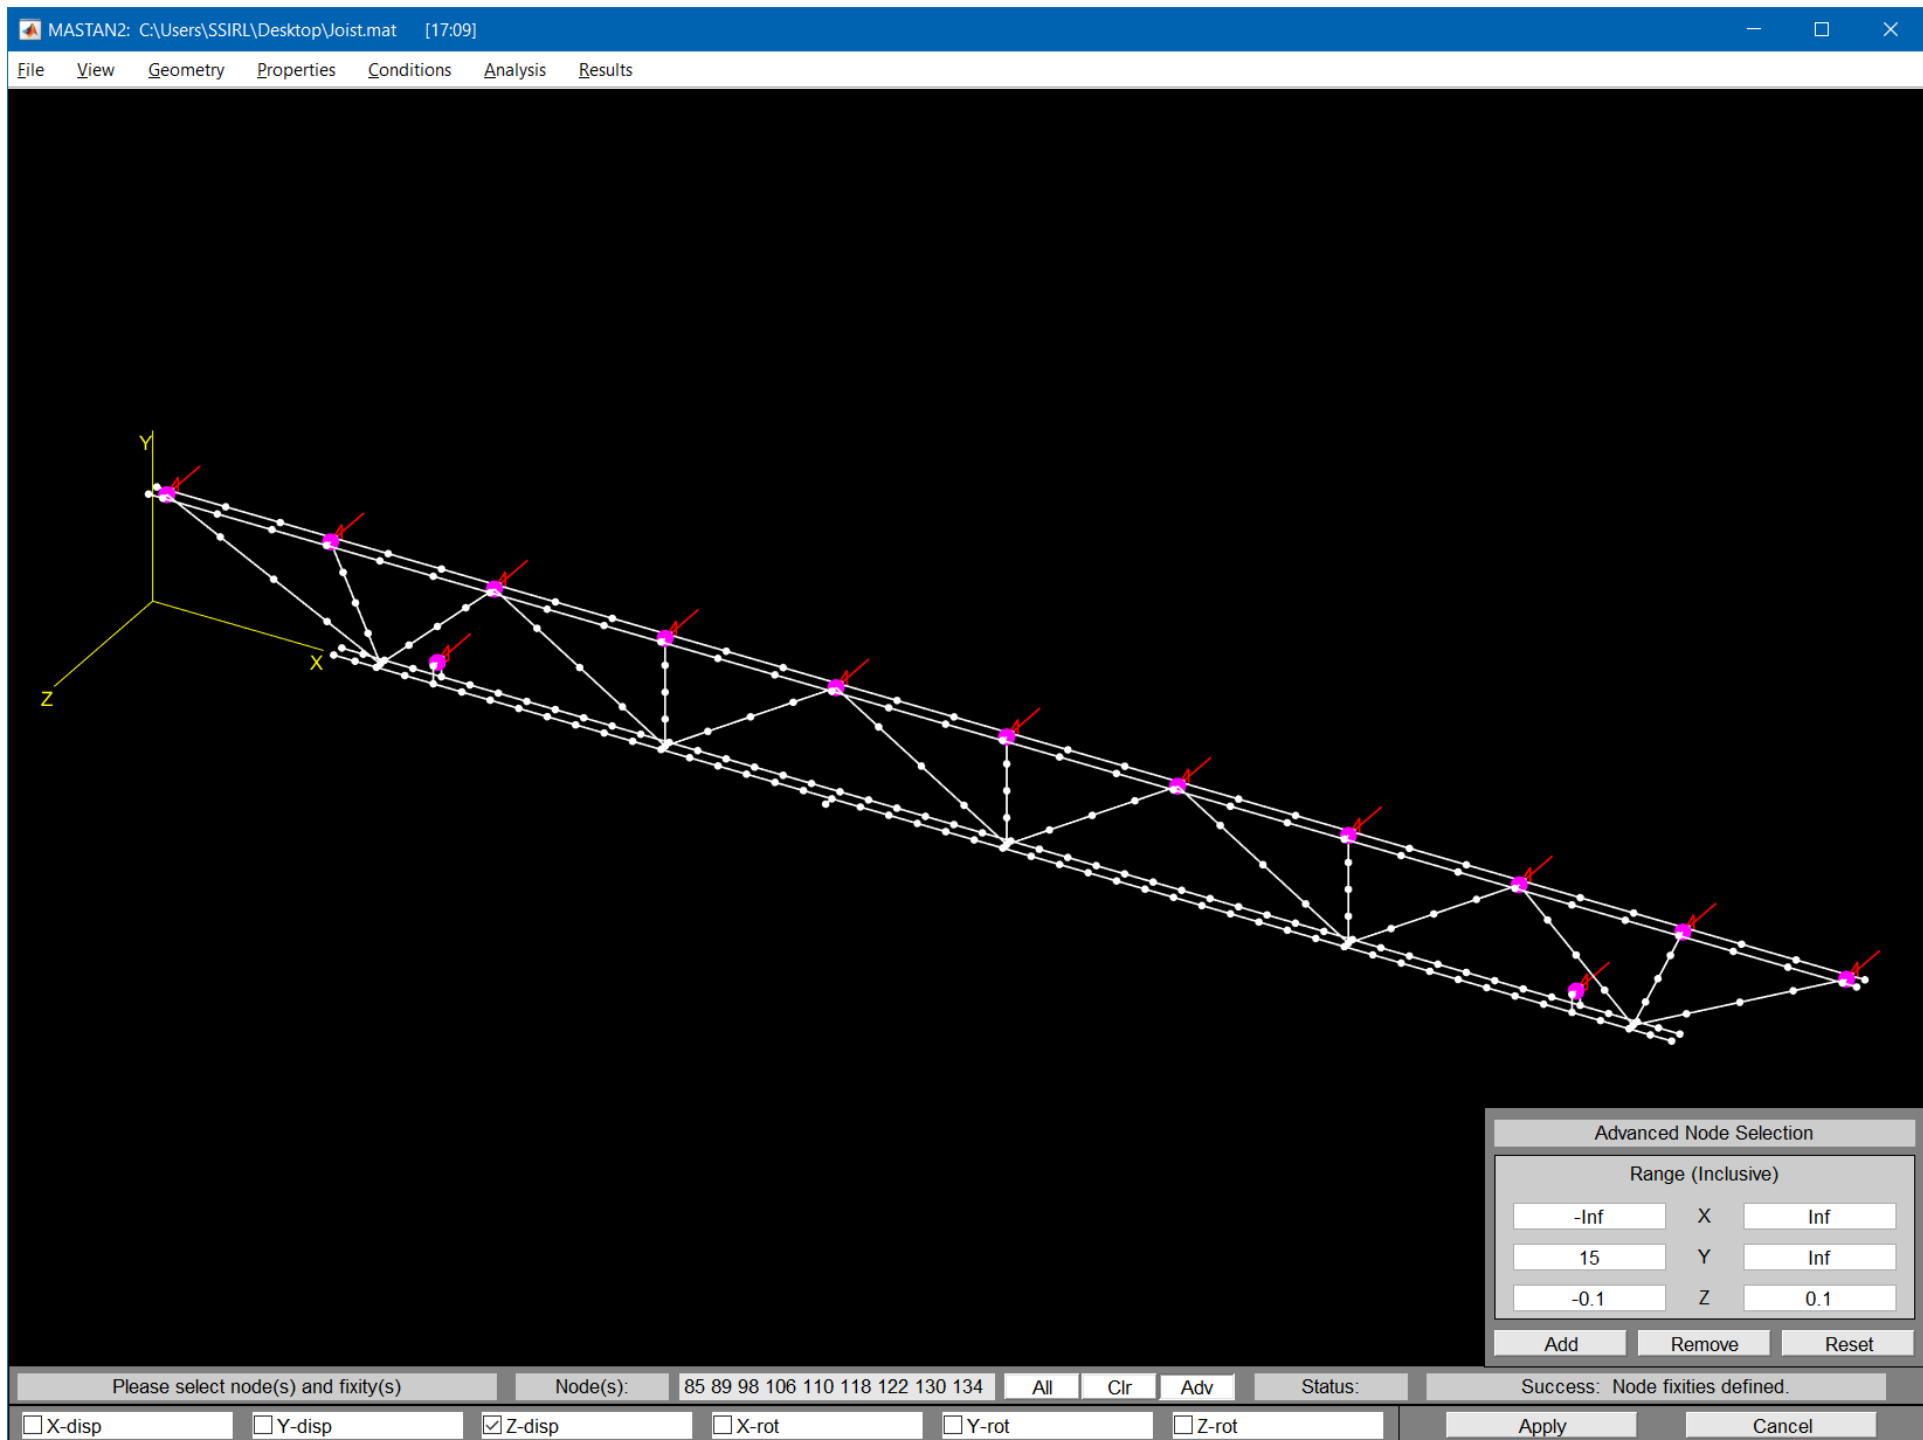 MASTAN2: C:\Users\SSIRL\Desktop\Joist.mat [17:09]
File View Geometry Properties Conditions Analysis Results
Y
X
Z
Advanced Node Selection
Range (Inclusive)
-Inf X Inf
15 Y Inf
-0.1 Z 0.1
Add Remove Reset
Please select node(s) and fixity(s) Node(s): 85 89 98 106 110 118 122 130 134 All Clr Adv Status: Success: Node fixities defined.
X-disp Y-disp Z-disp X-rot Y-rot Z-rot Apply Cancel